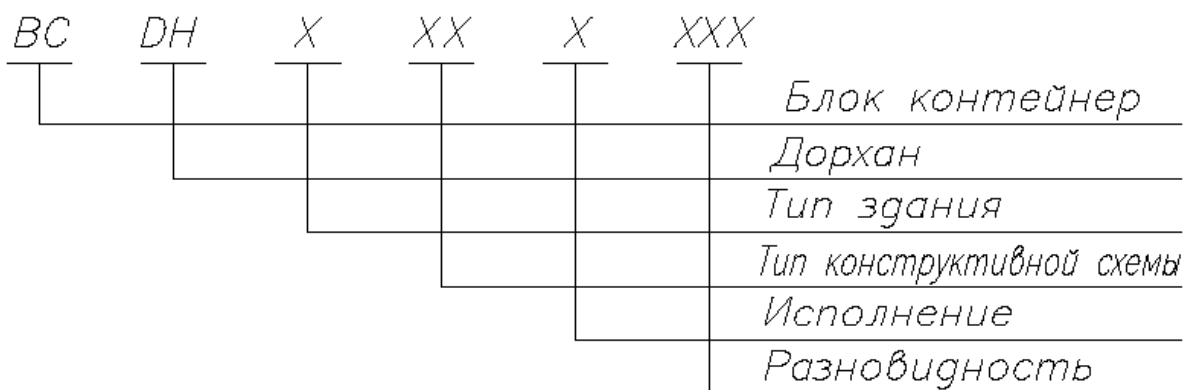 BC DH X XX X XXX
Блок контейнер
Дорхан
Тип здания
Тип конструктивной схемы
Исполнение
Разновидность